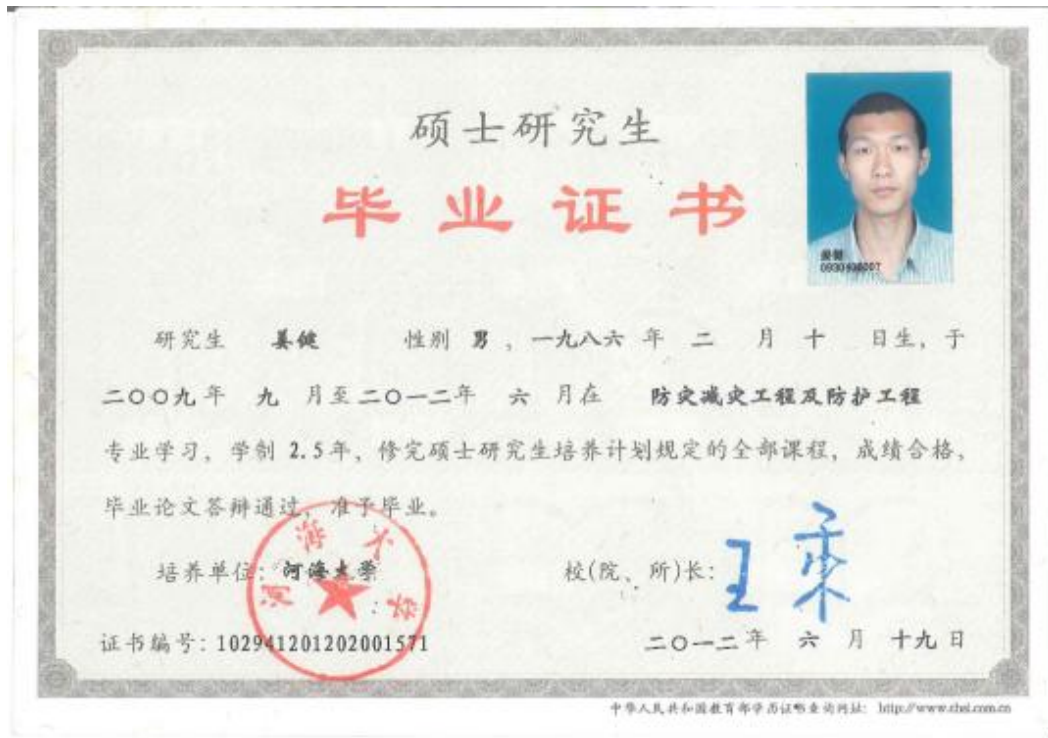 硕士研究生
毕业证书
姜健
0930408007
研究生 姜健 性别 男 ，一九八六 年 二 月 十 日生，于
二〇〇九年 九 月至二〇一二年 六 月在 防灾减灾工程及防护工程
专业学习，学制 2.5年，修完硕士研究生培养计划规定的全部课程，成绩合格，
毕业论文答辩通过，准予毕业。
河海大学
培养单位：河海大学 校(院、所)长：王乘
证书编号：102941201202001571 二〇一二年 六 月 十九日
中华人民共和国教育部学历证书查询网址： http://www.chsi.com.cn